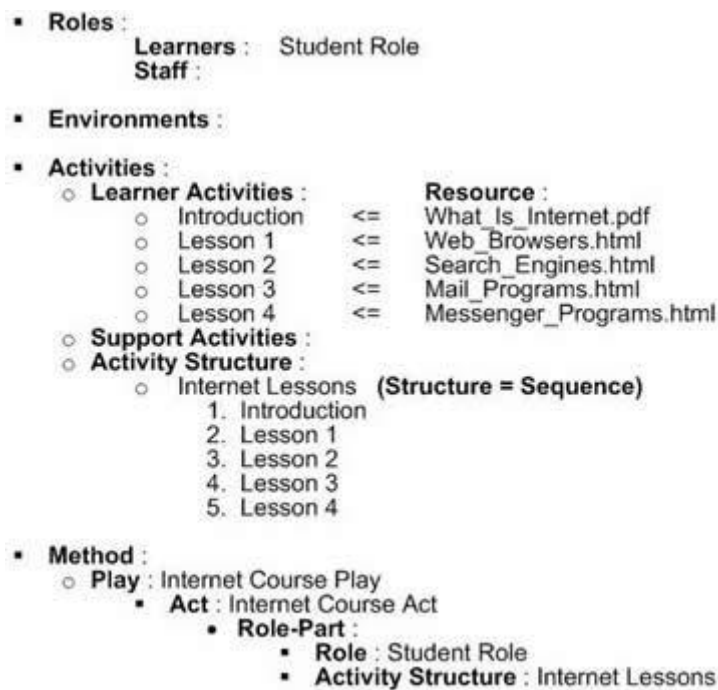 ▪ Roles :
Learners : Student Role
Staff :
▪ Environments :
▪ Activities :
○ Learner Activities : Resource :
○ Introduction <= What_Is_Internet.pdf
○ Lesson 1 <= Web_Browsers.html
○ Lesson 2 <= Search_Engines.html
○ Lesson 3 <= Mail_Programs.html
○ Lesson 4 <= Messenger_Programs.html
○ Support Activities :
○ Activity Structure :
○ Internet Lessons (Structure = Sequence)
1. Introduction
2. Lesson 1
3. Lesson 2
4. Lesson 3
5. Lesson 4
▪ Method :
○ Play : Internet Course Play
▪ Act : Internet Course Act
• Role-Part :
▪ Role : Student Role
▪ Activity Structure : Internet Lessons